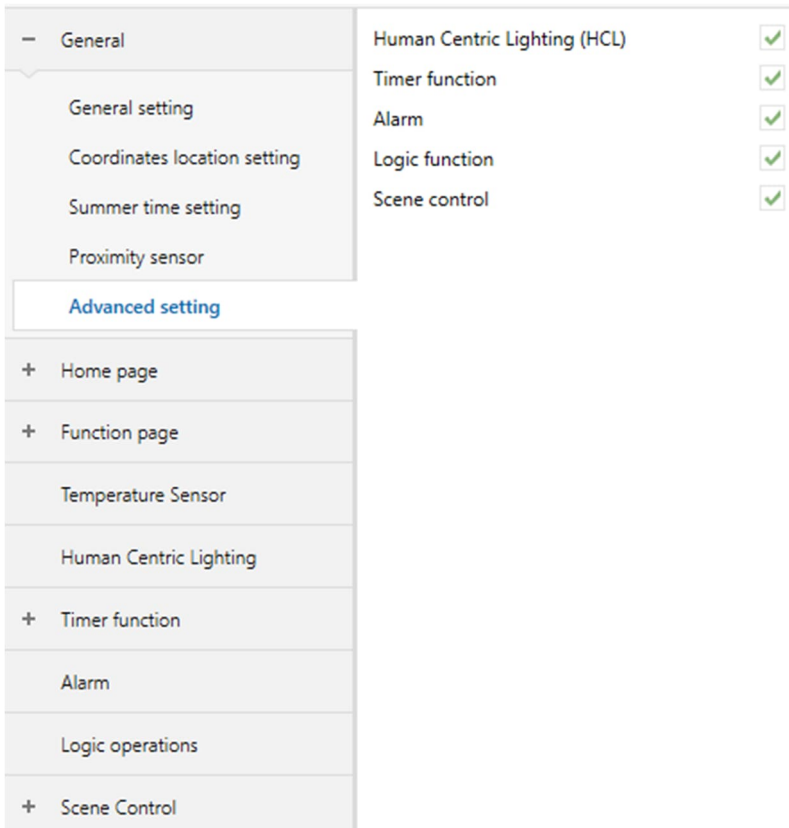 General
General setting
Coordinates location setting
Summer time setting
Proximity sensor
Advanced setting
Home page
Function page
Temperature Sensor
Human Centric Lighting
Timer function
Alarm
Logic operations
Scene Control
Human Centric Lighting (HCL)
Timer function
Alarm
Logic function
Scene control